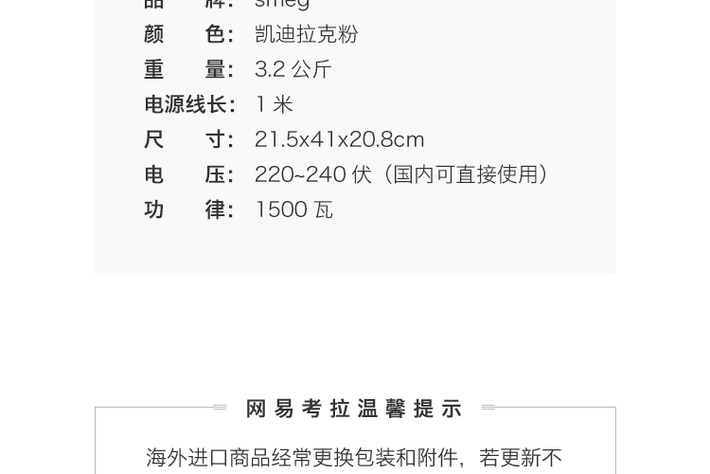 品 牌： smeg
颜 色： 凯迪拉克粉
重 量： 3.2 公斤
电源线长： 1 米
尺 寸： 21.5x41x20.8cm
电 压： 220~240 伏（国内可直接使用）
功 律： 1500 瓦
网易考拉温馨提示
海外进口商品经常更换包装和附件，若更新不